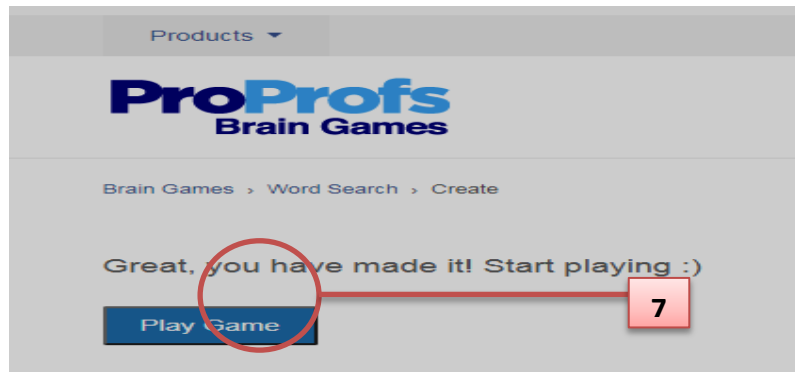 Products
ProProfs
Brain Games
Brain Games › Word Search › Create
Great, you have made it! Start playing :)
7
Play Game